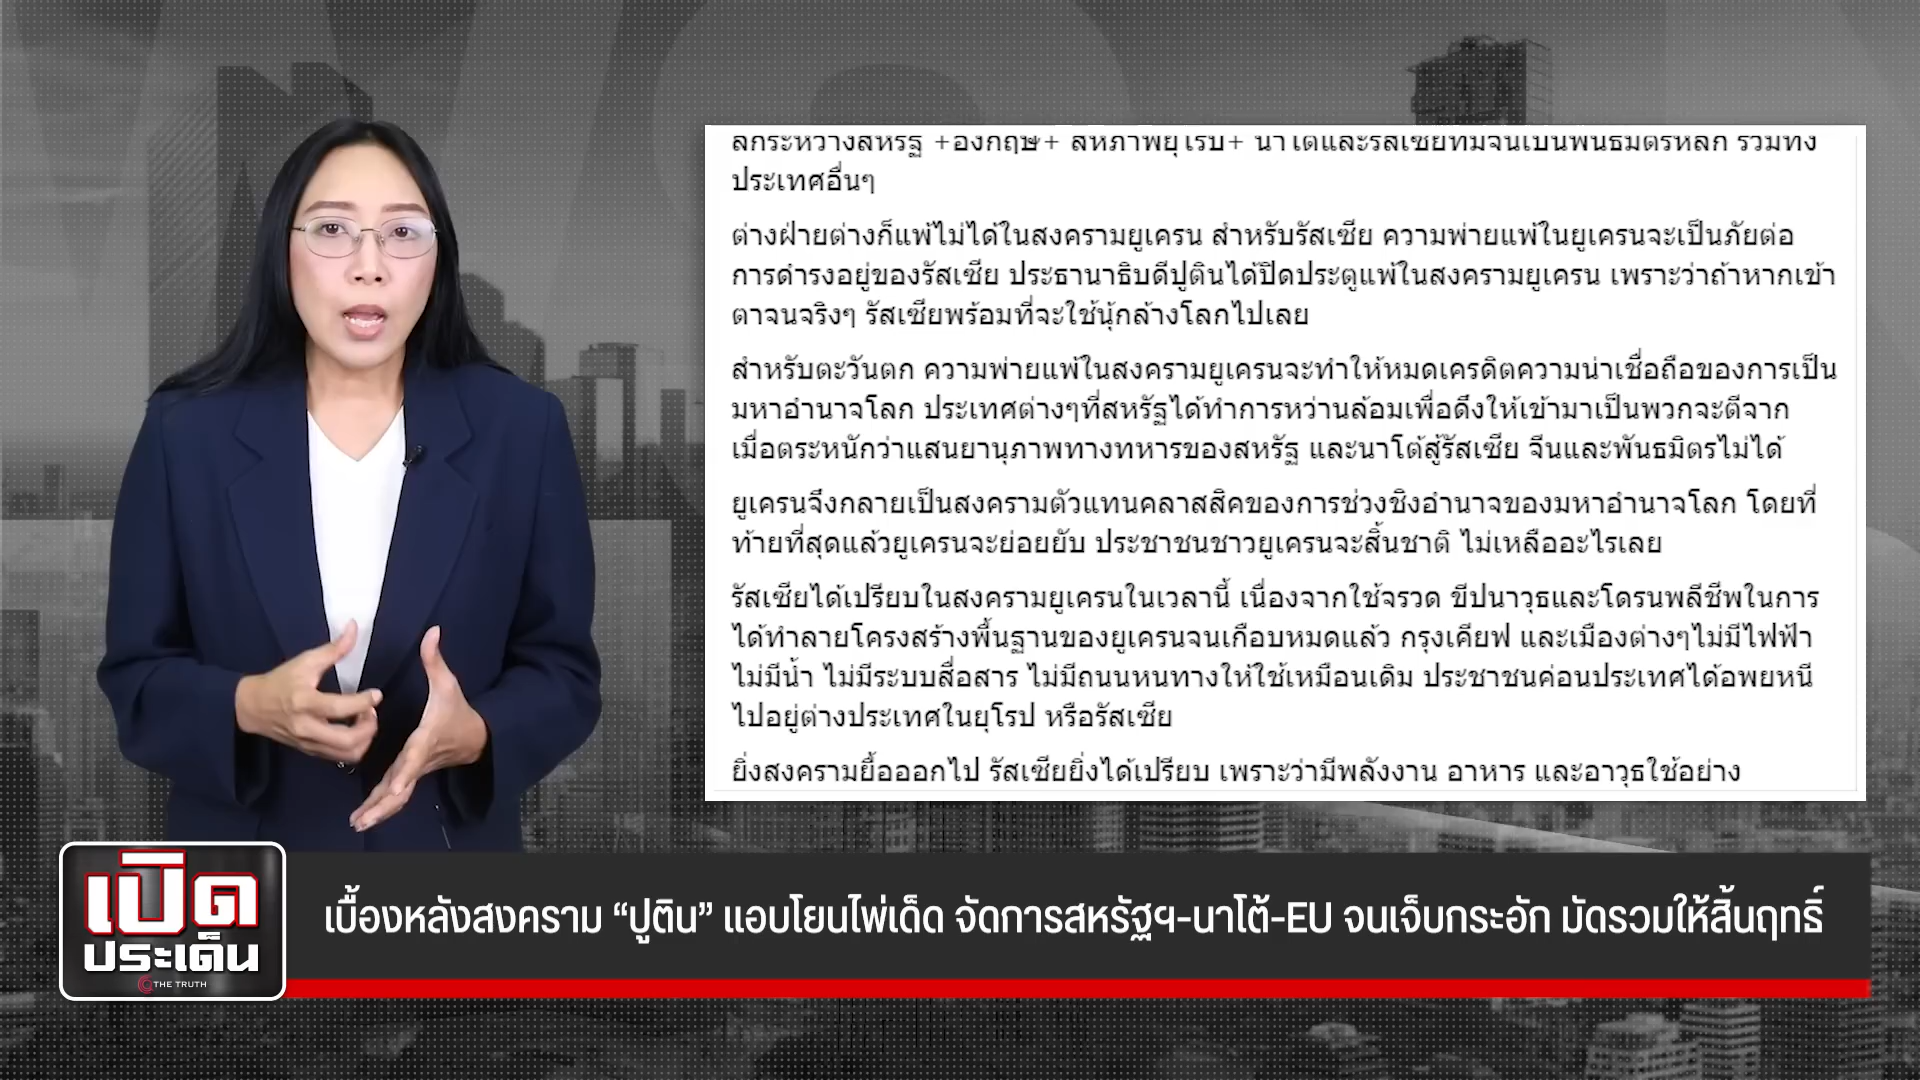 ประเทศอื่นๆ
ต่างฝ่ายต่างก็แพ้ไม่ได้ในสงครามยูเครน สำหรับรัสเซีย ความพ่ายแพ้ในยูเครนจะเป็นภัยต่อ
การดำรงอยู่ของรัสเซีย ประธานาธิบดีปูตินได้ปิดประตูแพ้ในสงครามยูเครน เพราะว่าถ้าหากเข้า
ตาจนจริงๆ รัสเซียพร้อมที่จะใช้นุ้กล้างโลกไปเลย
สำหรับตะวันตก ความพ่ายแพ้ในสงครามยูเครนจะทำให้หมดเครดิตความน่าเชื่อถือของการเป็น
มหาอำนาจโลก ประเทศต่างๆที่สหรัฐได้ทำการหว่านล้อมเพื่อดึงให้เข้ามาเป็นพวกจะตีจาก
เมื่อตระหนักว่าแสนยานุภาพทางทหารของสหรัฐ และนาโต้สู้รัสเซีย จีนและพันธมิตรไม่ได้
ยูเครนจึงกลายเป็นสงครามตัวแทนคลาสสิคของการช่วงชิงอำนาจของมหาอำนาจโลก โดยที่
ท้ายที่สุดแล้วยูเครนจะย่อยยับ ประชาชนชาวยูเครนจะสิ้นชาติ ไม่เหลืออะไรเลย
รัสเซียได้เปรียบในสงครามยูเครนในเวลานี้ เนื่องจากใช้จรวด ขีปนาวุธและโดรนพลีชีพในการ
ได้ทำลายโครงสร้างพื้นฐานของยูเครนจนเกือบหมดแล้ว กรุงเคียฟ และเมืองต่างๆไม่มีไฟฟ้า
ไม่มีน้ำ ไม่มีระบบสื่อสาร ไม่มีถนนหนทางให้ใช้เหมือนเดิม ประชาชนค่อนประเทศได้อพยหนี
ไปอยู่ต่างประเทศในยุโรป หรือรัสเซีย
ยิ่งสงครามยื้อออกไป รัสเซียยิ่งได้เปรียบ เพราะว่ามีพลังงาน อาหาร และอาวุธใช้อย่าง
เปิด
ประเด็น
THE TRUTH
เบื้องหลังสงคราม “ปูติน” แอบโยนไพ่เด็ด จัดการสหรัฐฯ-นาโต้-EU จนเจ็บกระอัก มัดรวมให้สิ้นฤทธิ์